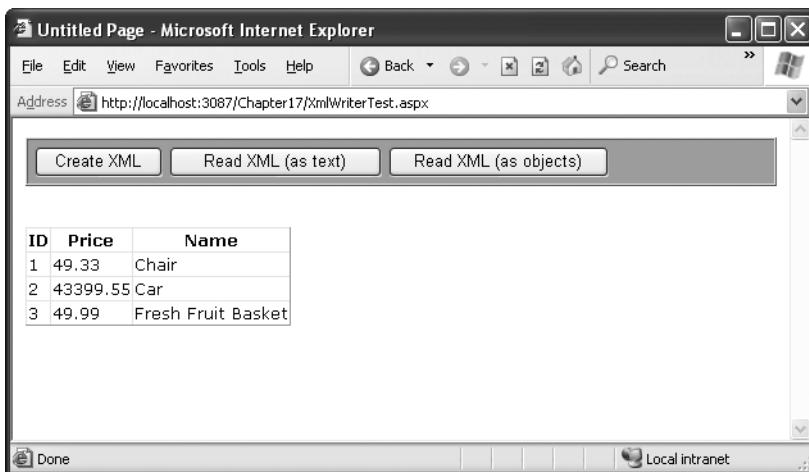 Untitled Page - Microsoft Internet Explorer
File Edit View Favorites Tools Help Back Search »
Address http://localhost:3087/Chapter17/XmlWriterTest.aspx
Create XML Read XML (as text) Read XML (as objects)
ID Price Name
1 49.33 Chair
2 43399.55 Car
3 49.99 Fresh Fruit Basket
Done Local intranet